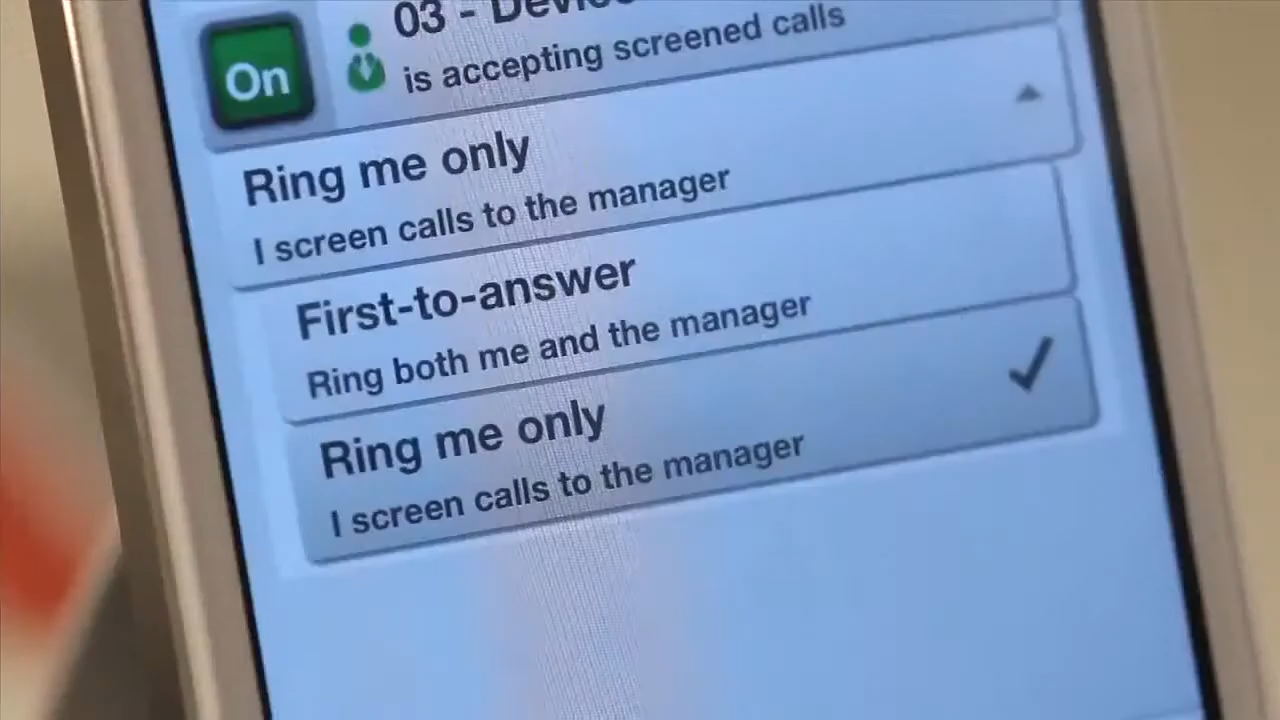 03 -
On
is accepting screened calls
Ring me only
I screen calls to the manager
First-to-answer
Ring both me and the manager
Ring me only
I screen calls to the manager